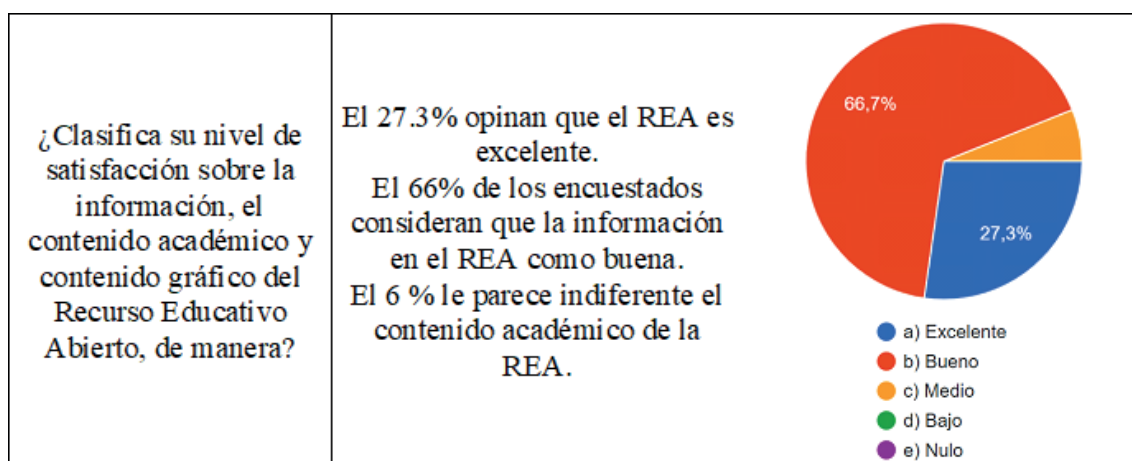 ¿Clasifica su nivel de
satisfacción sobre la
información, el
contenido académico y
contenido gráfico del
Recurso Educativo
Abierto, de manera?
El 27.3% opinan que el REA es
excelente.
El 66% de los encuestados
consideran que la información
en el REA como buena.
El 6 % le parece indiferente el
contenido académico de la
REA.
66,7%
27,3%
a) Excelente
b) Bueno
c) Medio
d) Bajo
e) Nulo